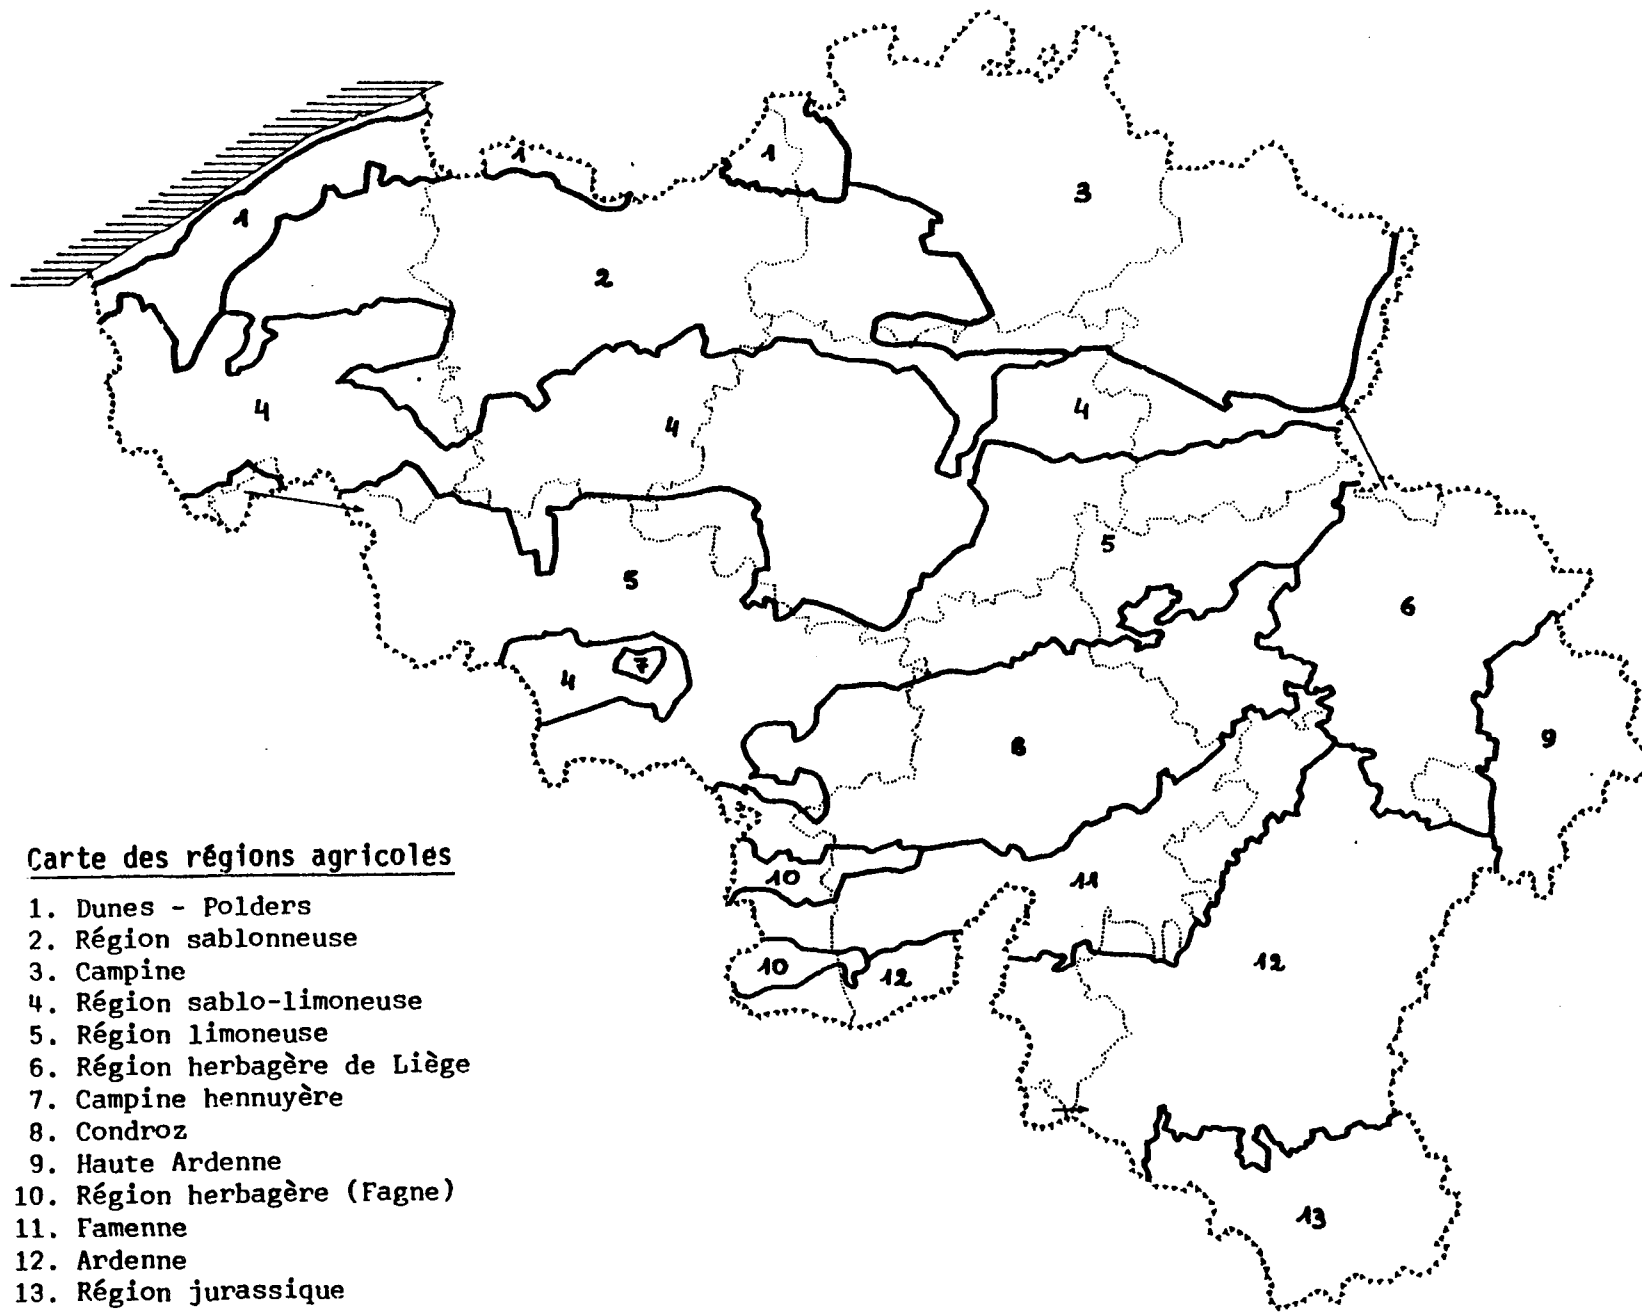 1
1
3
1
2
4
4
4
5
5
6
7
4
8
9
10
11
10
12
12
13
Carte des régions agricoles
1. Dunes - Polders
2. Région sablonneuse
3. Campine
4. Région sablo-limoneuse
5. Région limoneuse
6. Région herbagère de Liège
7. Campine hennuyère
8. Condroz
9. Haute Ardenne
10. Région herbagère (Fagne)
11. Famenne
12. Ardenne
13. Région jurassique